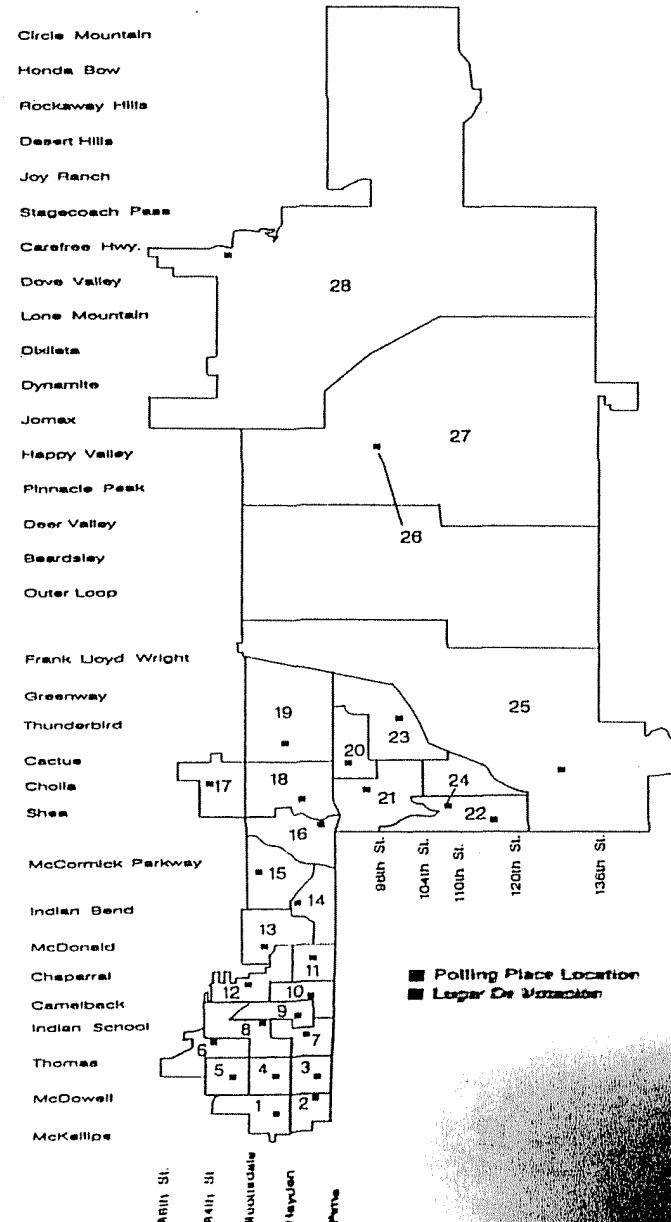 Circle Mountain
Honda Bow
Rockaway Hills
Desert Hills
Joy Ranch
Stagecoach Pass
Carefree Hwy.
Dove Valley
28
Lone Mountain
Dixileta
Dynamite
Jomax
27
Happy Valley
Pinnacle Peak
Deer Valley
26
Beardsley
Outer Loop
Frank Lloyd Wright
Greenway
25
19
Thunderbird
23
20
Cactus
24
17
18
21
Cholla
Shea
22
16
96th St.
104th St.
110th St.
120th St.
136th St.
McCormick Parkway
15
14
Indian Bend
13
McDonald
11
Chaparral
Polling Place Location
12
10
Lugar De Votación
Camelback
9
Indian School
8
7
6
Thomas
5
4
3
McDowell
1
2
McKellips
64th St.
Hayden